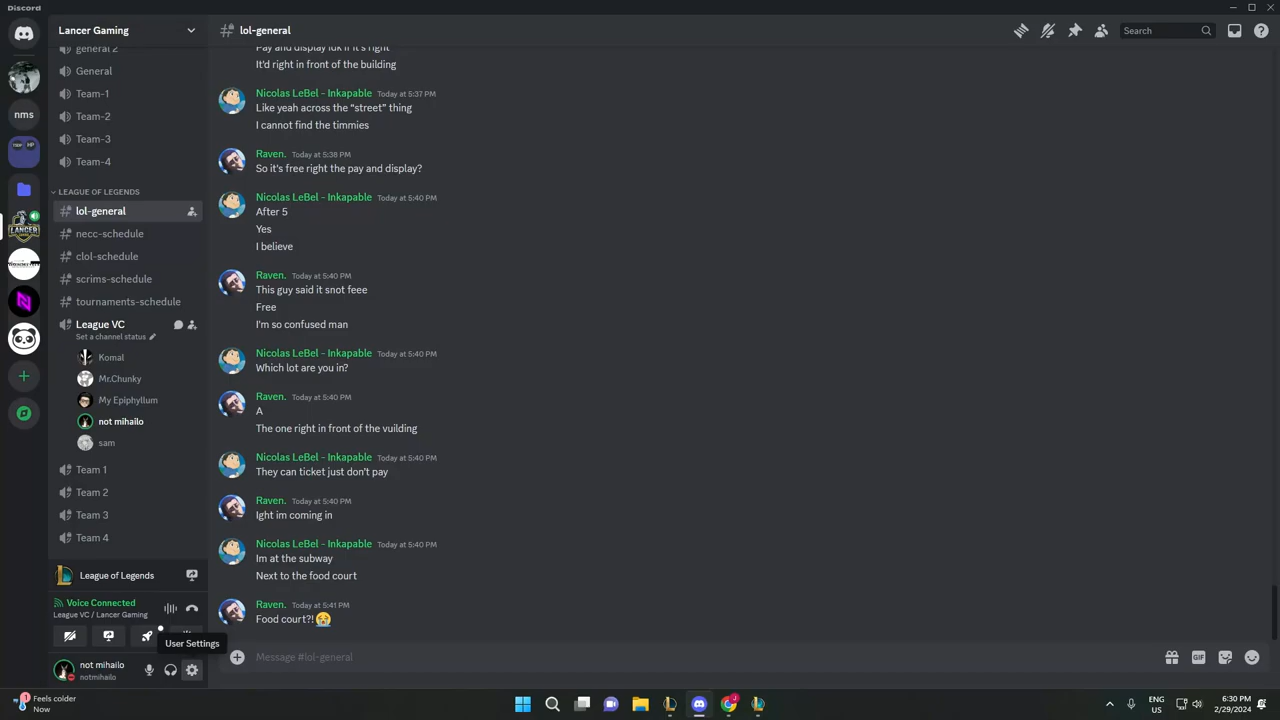 Discord
Lancer Gaming
general 2
General
Team-1
Team-2
Team-3
Team-4
LEAGUE OF LEGENDS
lol-general
necc-schedule
clol-schedule
scrims-schedule
tournaments-schedule
League VC
Set a channel status
Komal
Mr.Chunky
My Epiphyllum
not mihailo
sam
Team 1
Team 2
Team 3
Team 4
League of Legends
Voice Connected
League VC / Lancer Gaming
User Settings
not mihailo
notmihailo
nms
lol-general
Search
Pay and display idk if it's right
It'd right in front of the building
Nicolas LeBel - Inkapable Today at 5:37 PM
Like yeah across the “street” thing
I cannot find the timmies
Raven. Today at 5:38 PM
So it's free right the pay and display?
Nicolas LeBel - Inkapable Today at 5:40 PM
After 5
Yes
I believe
Raven. Today at 5:40 PM
This guy said it snot feee
Free
I'm so confused man
Nicolas LeBel - Inkapable Today at 5:40 PM
Which lot are you in?
Raven. Today at 5:40 PM
A
The one right in front of the vuilding
Nicolas LeBel - Inkapable Today at 5:40 PM
They can ticket just don’t pay
Raven. Today at 5:40 PM
Ight im coming in
Nicolas LeBel - Inkapable Today at 5:40 PM
Im at the subway
Next to the food court
Raven. Today at 5:41 PM
Food court?! 😭
Message #lol-general
GIF
1
Feels colder
Now
ENG
US
6:30 PM
2/29/2024